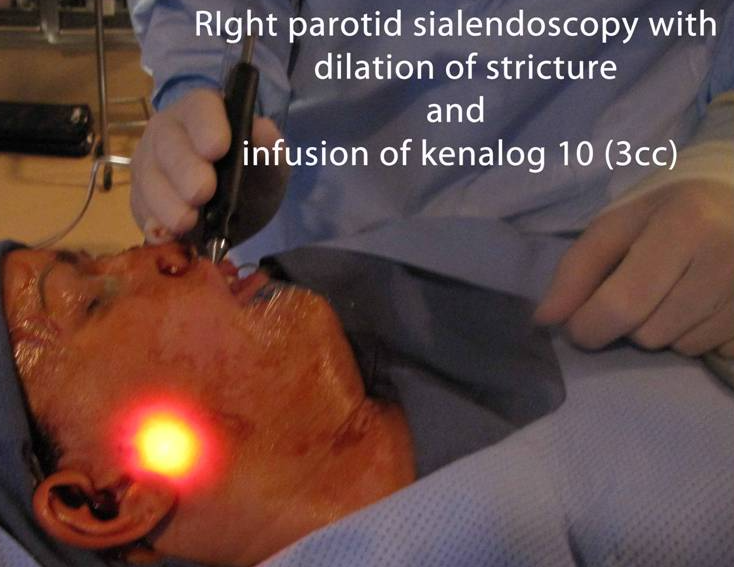 RIght parotid sialendoscopy with
dilation of stricture
and
infusion of kenalog 10 (3cc)